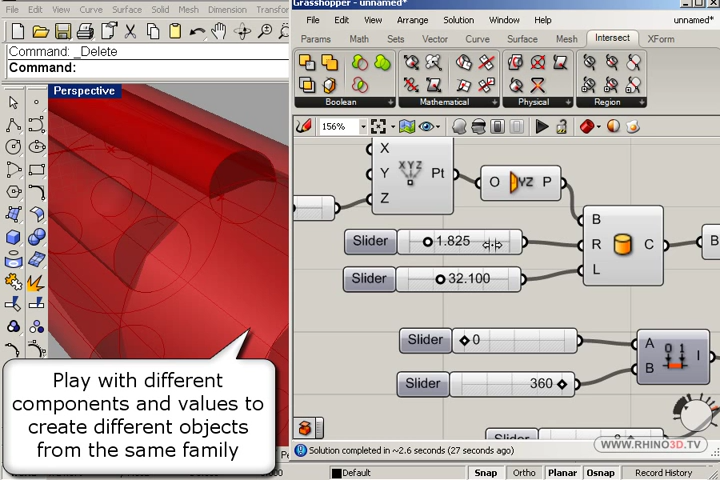 File Edit View Curve Surface Solid
Grasshopper - unnamed*
File Edit View Arrange Solution Window Help unnamed*
Command: _Delete
Command:
Params Math Sets Vector Curve Surface Mesh Intersect XForm
Boolean Mathematical Physical Region
Perspective
156%
X
Y
Z
X Y Z
Pt
O YZ P
B
R
L
C
B
Slider 1.825
Slider 32.100
Slider 0
Slider 360
A
B
0 1
I
Slider
Play with different
components and values to
create different objects
from the same family
WWW.RHINO3D.TV
Solution completed in ~2.6 seconds (27 seconds ago)
Default Snap Ortho Planar Osnap Record History